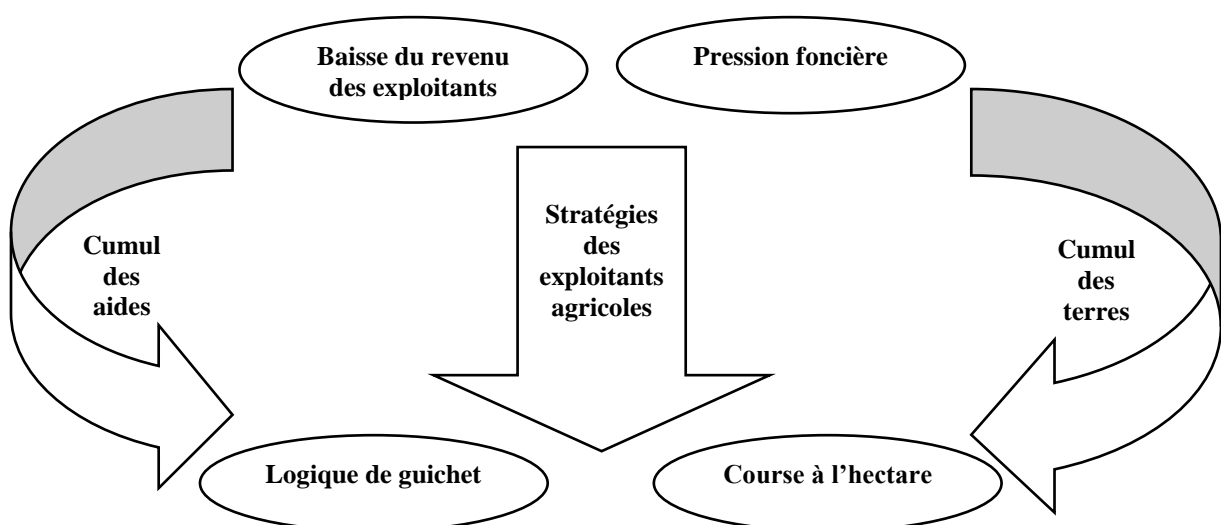 Baisse du revenu
des exploitants
Pression foncière
Stratégies
des
exploitants
agricoles
Cumul
des
aides
Cumul
des
terres
Logique de guichet
Course à l’hectare